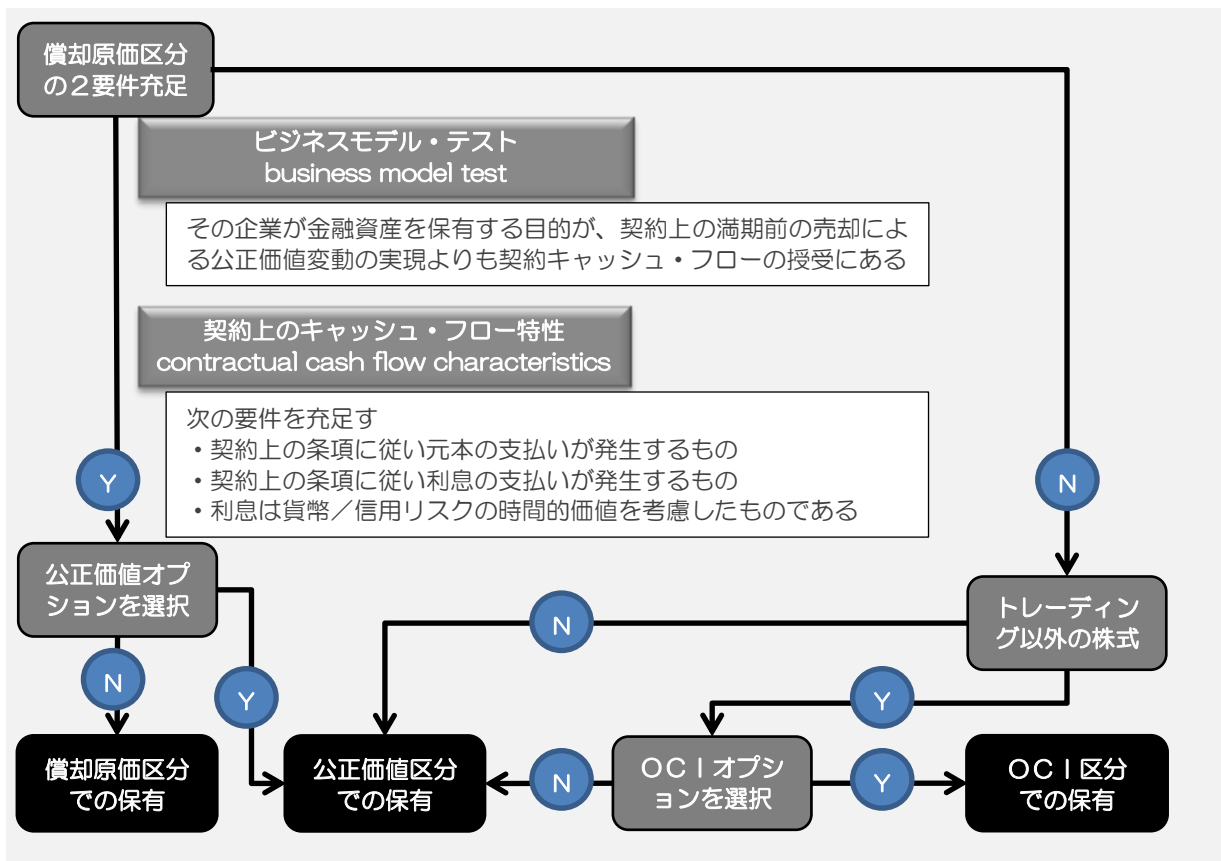 償却原価区分
の２要件充足
ビジネスモデル・テスト
business model test
その企業が金融資産を保有する目的が、契約上の満期前の売却によ
る公正価値変動の実現よりも契約キャッシュ・フローの授受にある
契約上のキャッシュ・フロー特性
contractual cash flow characteristics
次の要件を充足す
・契約上の条項に従い元本の支払いが発生するもの
・契約上の条項に従い利息の支払いが発生するもの
・利息は貨幣／信用リスクの時間的価値を考慮したものである
Y
N
公正価値オプ
ションを選択
トレーディン
グ以外の株式
N
N
Y
Y
償却原価区分
での保有
公正価値区分
での保有
N
ＯＣＩオプシ
ョンを選択
Y
ＯＣＩ区分
での保有